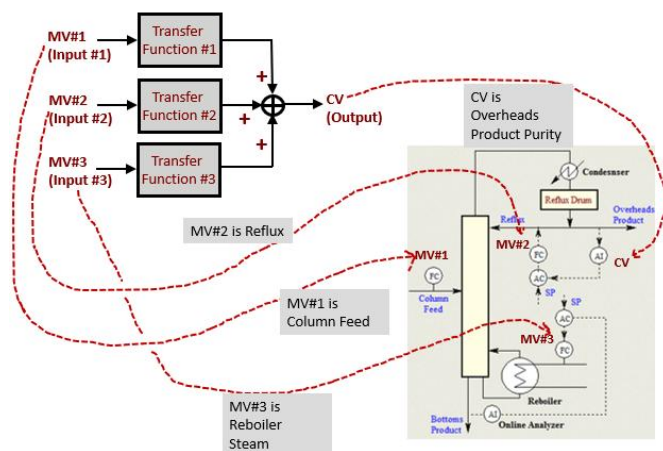 MV#1
(Input #1)
Transfer
Function #1
MV#2
(Input #2)
Transfer
Function #2
MV#3
(Input #3)
Transfer
Function #3
+
+
+
CV
(Output)
CV is
Overheads
Product Purity
MV#2 is Reflux
MV#1 is
Column Feed
MV#3 is
Reboiler
Steam
Condesnser
Reflux Drum
Reflux
Overheads
Product
MV#1
MV#2
CV
FC
FC
AI
AC
SP
Column
Feed
SP
AC
MV#3
FC
Reboiler
Bottoms
Product
AI
Online Analyzer